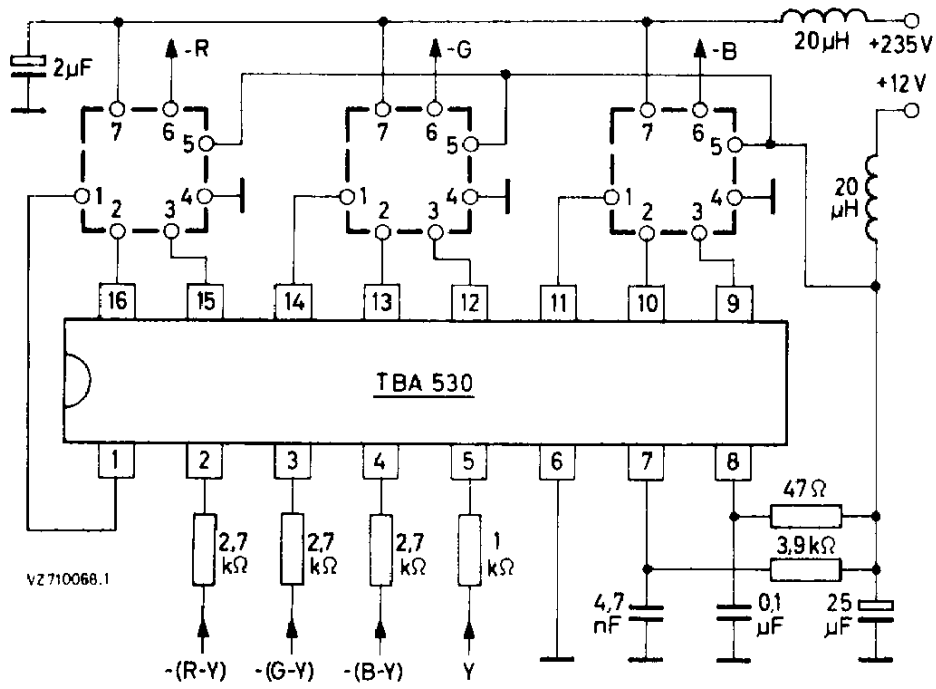 -R
-G
-B
20µH
+235V
+12V
2µF
7 6
5
1
4
2 3
7 6
5
1
4
2 3
7 6
5
1
4
2 3
20
µH
16 15 14 13 12 11 10 9
TBA 530
1 2 3 4 5 6 7 8
47Ω
3,9kΩ
2,7
kΩ
2,7
kΩ
2,7
kΩ
1
kΩ
VZ710068.1
4,7
nF
0,1
µF
25
µF
-(R-Y) -(G-Y) -(B-Y) Y